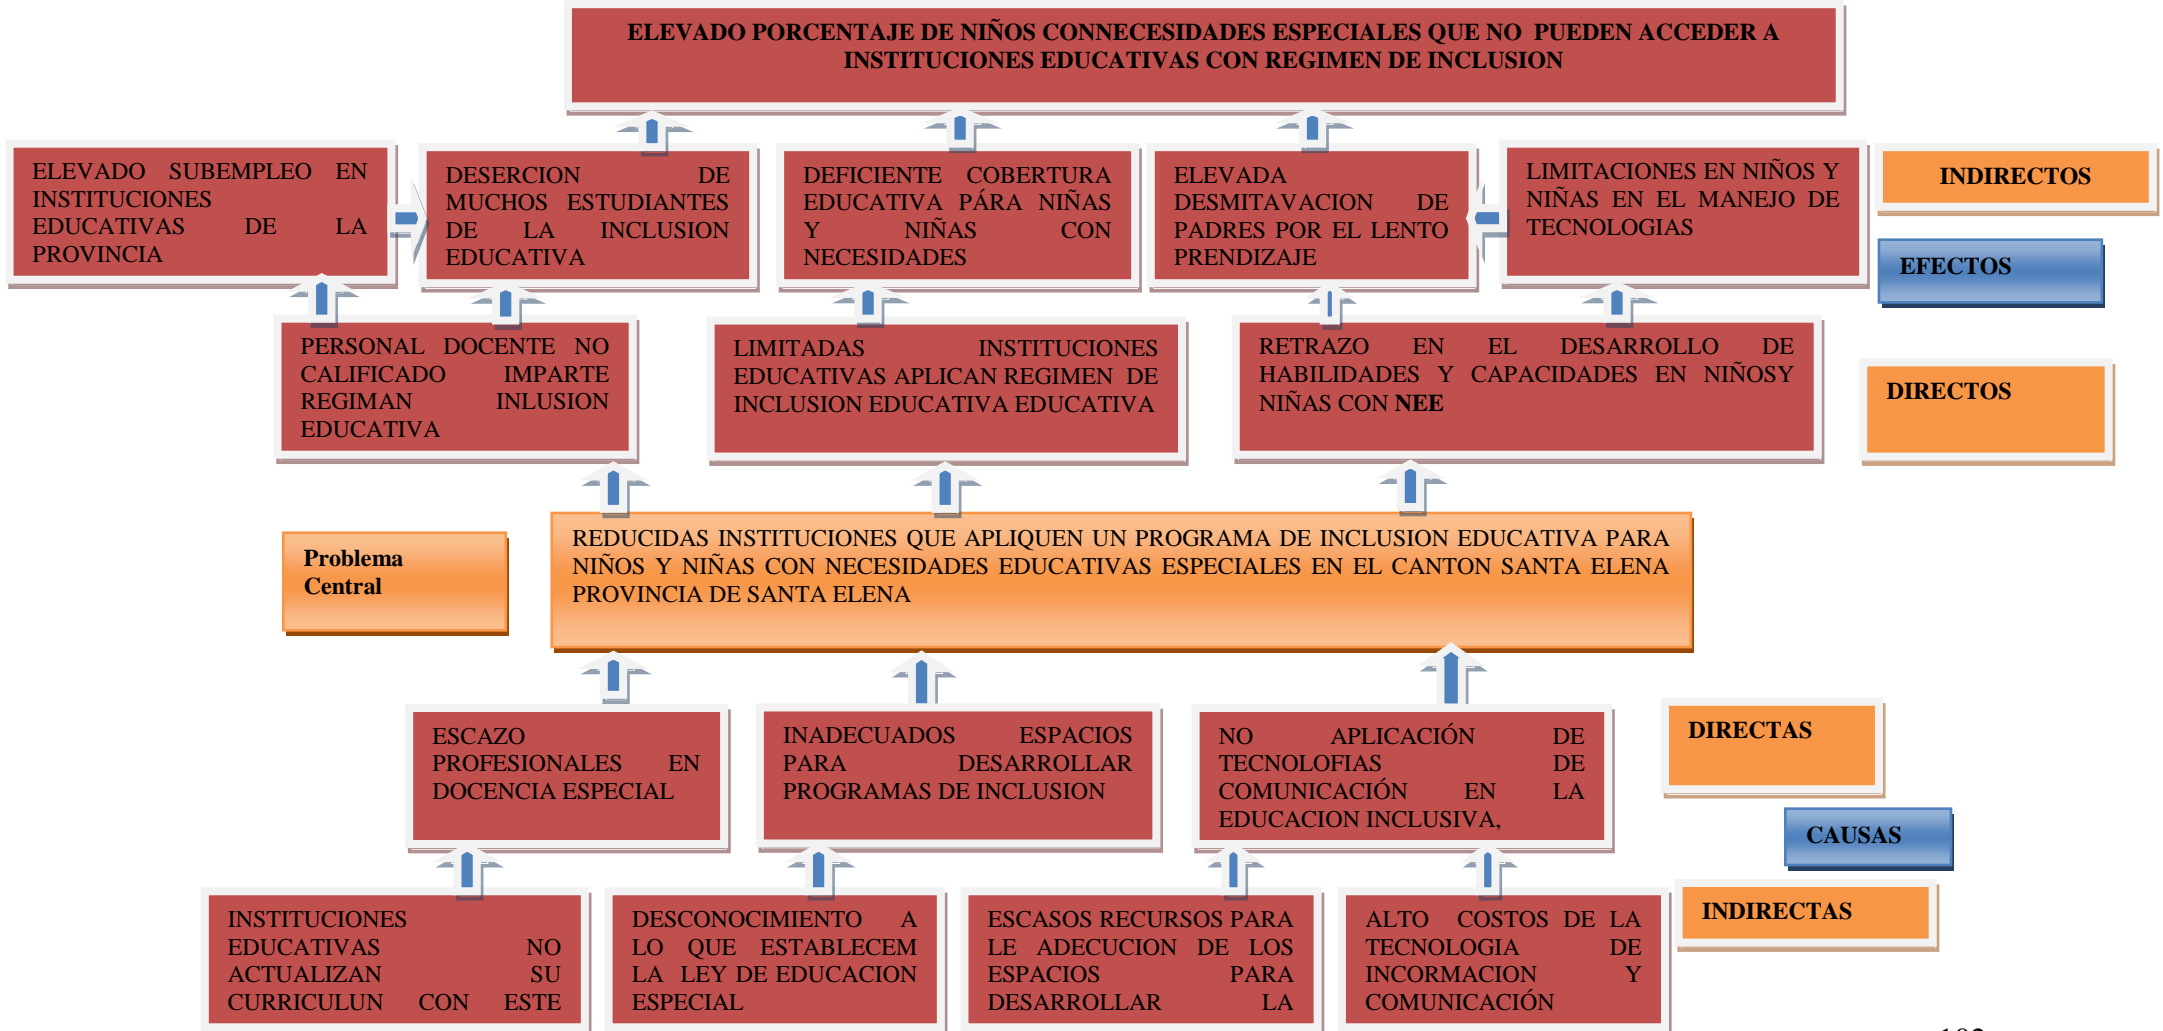 ELEVADO PORCENTAJE DE NIÑOS CONNECESIDADES ESPECIALES QUE NO PUEDEN ACCEDER A
INSTITUCIONES EDUCATIVAS CON REGIMEN DE INCLUSION
ELEVADO SUBEMPLEO EN
INSTITUCIONES
EDUCATIVAS DE LA
PROVINCIA
DESERCION DE
MUCHOS ESTUDIANTES
DE LA INCLUSION
EDUCATIVA
DEFICIENTE COBERTURA
EDUCATIVA PÁRA NIÑAS
Y NIÑAS CON
NECESIDADES
ELEVADA
DESMITAVACION DE
PADRES POR EL LENTO
PRENDIZAJE
LIMITACIONES EN NIÑOS Y
NIÑAS EN EL MANEJO DE
TECNOLOGIAS
INDIRECTOS
EFECTOS
PERSONAL DOCENTE NO
CALIFICADO IMPARTE
REGIMAN INLUSION
EDUCATIVA
LIMITADAS INSTITUCIONES
EDUCATIVAS APLICAN REGIMEN DE
INCLUSION EDUCATIVA EDUCATIVA
RETRAZO EN EL DESARROLLO DE
HABILIDADES Y CAPACIDADES EN NIÑOSY
NIÑAS CON NEE
DIRECTOS
Problema
Central
REDUCIDAS INSTITUCIONES QUE APLIQUEN UN PROGRAMA DE INCLUSION EDUCATIVA PARA
NIÑOS Y NIÑAS CON NECESIDADES EDUCATIVAS ESPECIALES EN EL CANTON SANTA ELENA
PROVINCIA DE SANTA ELENA
ESCAZO
PROFESIONALES EN
DOCENCIA ESPECIAL
INADECUADOS ESPACIOS
PARA DESARROLLAR
PROGRAMAS DE INCLUSION
NO APLICACIÓN DE
TECNOLOFIAS DE
COMUNICACIÓN EN LA
EDUCACION INCLUSIVA,
DIRECTAS
CAUSAS
INSTITUCIONES
EDUCATIVAS NO
ACTUALIZAN SU
CURRICULUN CON ESTE
DESCONOCIMIENTO A
LO QUE ESTABLECEM
LA LEY DE EDUCACION
ESPECIAL
ESCASOS RECURSOS PARA
LE ADECUCION DE LOS
ESPACIOS PARA
DESARROLLAR LA
ALTO COSTOS DE LA
TECNOLOGIA DE
INCORMACION Y
COMUNICACIÓN
INDIRECTAS